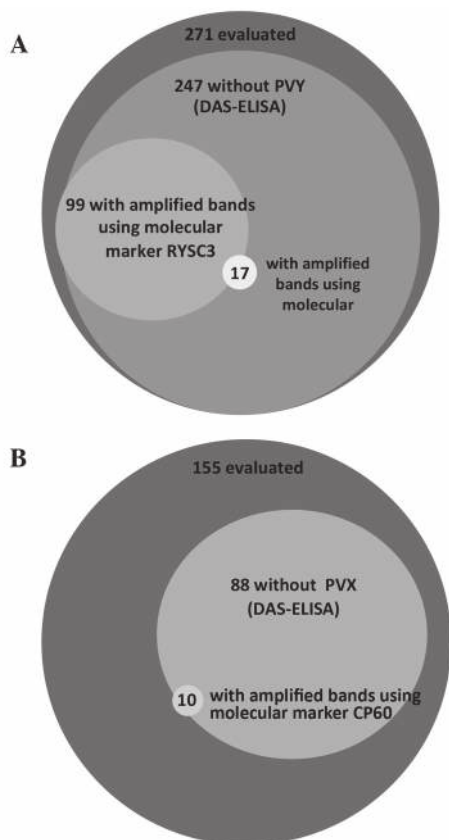 A
271 evaluated
247 without PVY
(DAS-ELISA)
99 with amplified bands
using molecular
marker RYSC3
17
with amplified
bands using
molecular
B
155 evaluated
88 without PVX
(DAS-ELISA)
10
with amplified bands using
molecular marker CP60